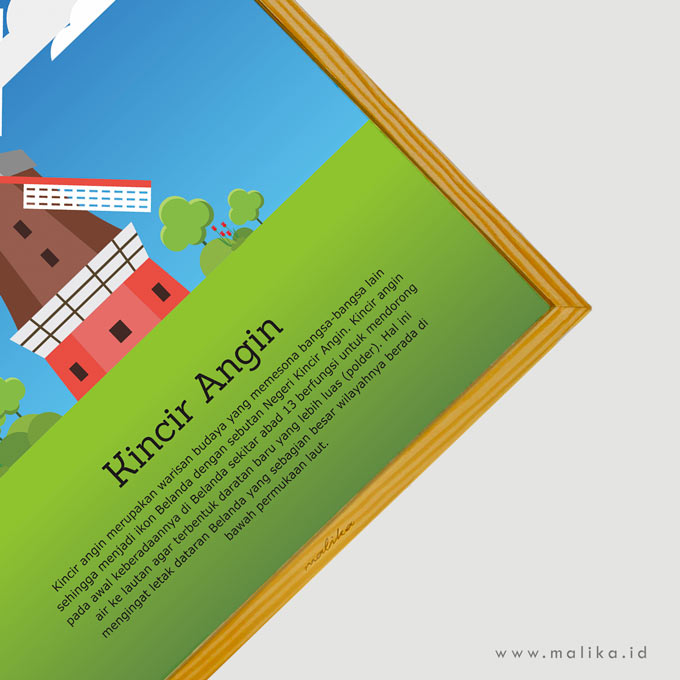 Kincir Angin
Kincir angin merupakan warisan budaya yang memesona bangsa-bangsa lain
sehingga menjadi ikon Belanda dengan sebutan Negeri Kincir Angin. Kincir angin
pada awal keberadaannya di Belanda sekitar abad 13 berfungsi untuk mendorong
air ke lautan agar terbentuk daratan baru yang lebih luas (polder). Hal ini
mengingat letak dataran Belanda yang sebagian besar wilayahnya berada di
bawah permukaan laut.
malika
www.malika.id